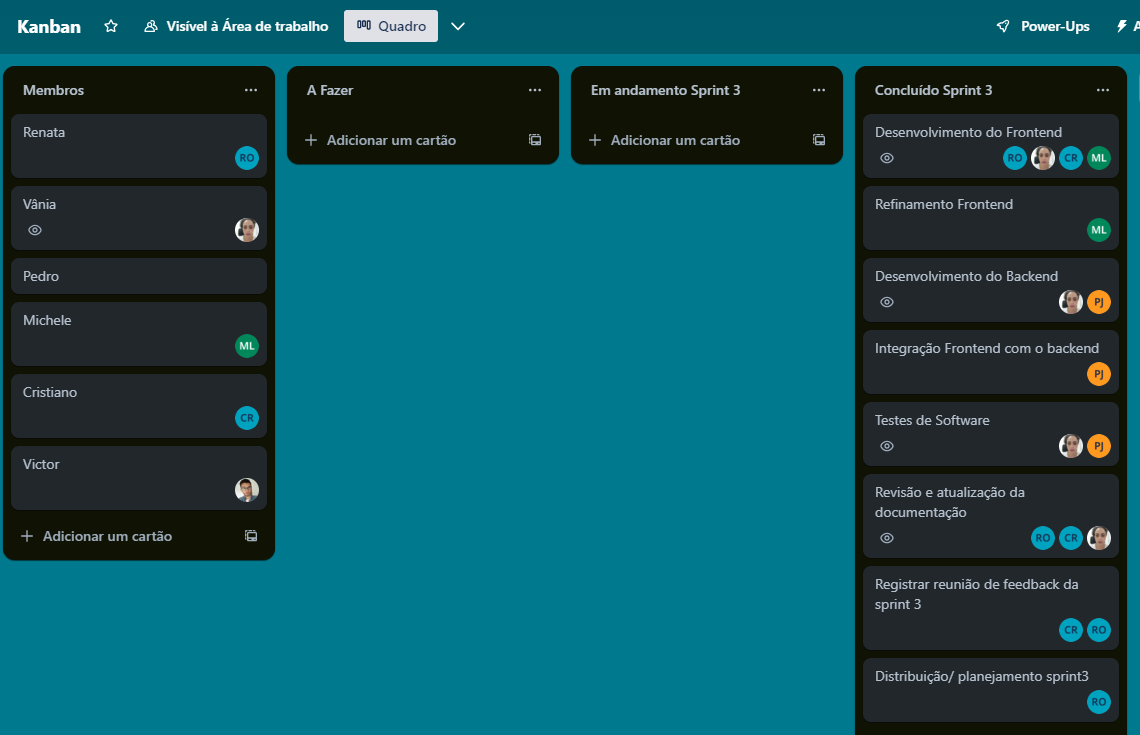 Kanban
Visível à Área de trabalho
Quadro
Power-Ups
A
Membros
Renata
RO
Vânia
Pedro
Michele
ML
Cristiano
CR
Victor
Adicionar um cartão
A Fazer
Adicionar um cartão
Em andamento Sprint 3
Adicionar um cartão
Concluído Sprint 3
Desenvolvimento do Frontend
RO CR ML
Refinamento Frontend
ML
Desenvolvimento do Backend
PJ
Integração Frontend com o backend
PJ
Testes de Software
PJ
Revisão e atualização da
documentação
RO CR
Registrar reunião de feedback da
sprint 3
CR RO
Distribuição/ planejamento sprint3
RO